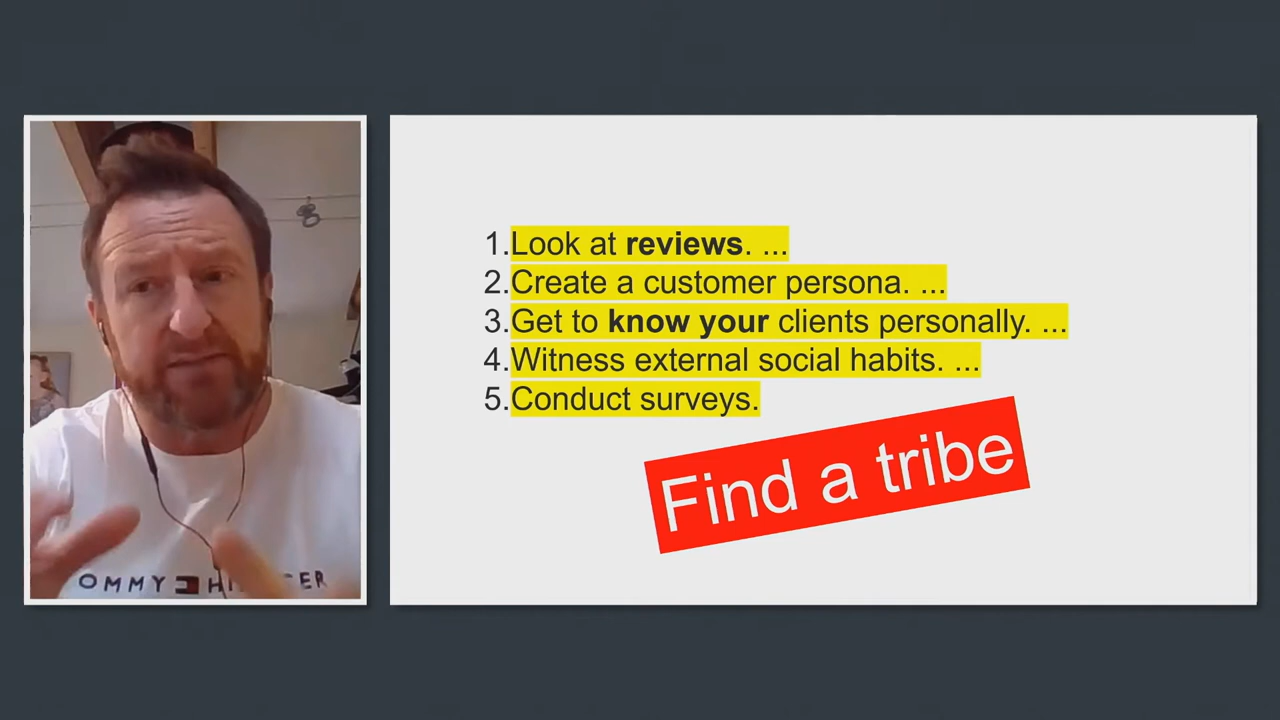 1.Look at reviews. ...
2.Create a customer persona. ...
3.Get to know your clients personally. ...
4.Witness external social habits. ...
5.Conduct surveys.
Find a tribe
OMMY